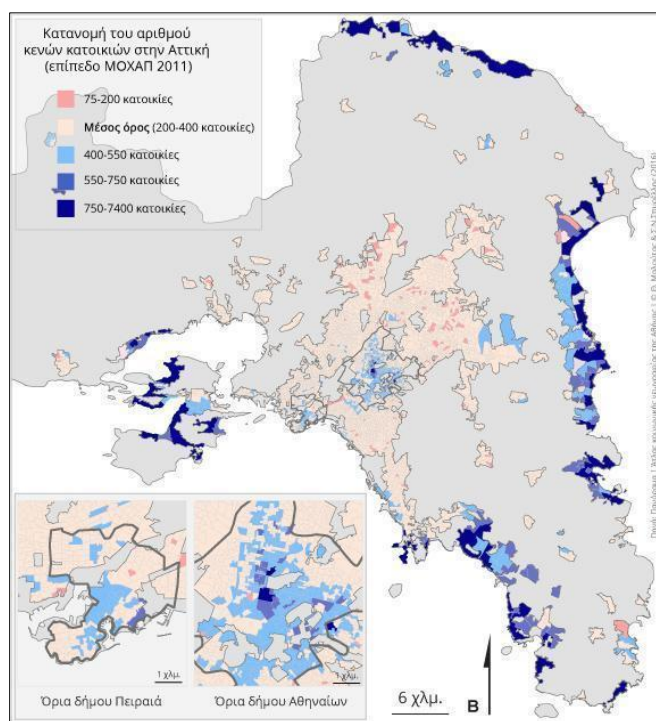 Κατανομή του αριθμού
κενών κατοικιών στην Αττική
(επίπεδο ΜΟΧΑΠ 2011)
75-200 κατοικίες
Μέσος όρος (200-400 κατοικίες)
400-550 κατοικίες
550-750 κατοικίες
750-7400 κατοικίες
1 χλμ.
1 χλμ.
Όρια δήμου Πειραιά
Όρια δήμου Αθηναίων
6 χλμ.
Β